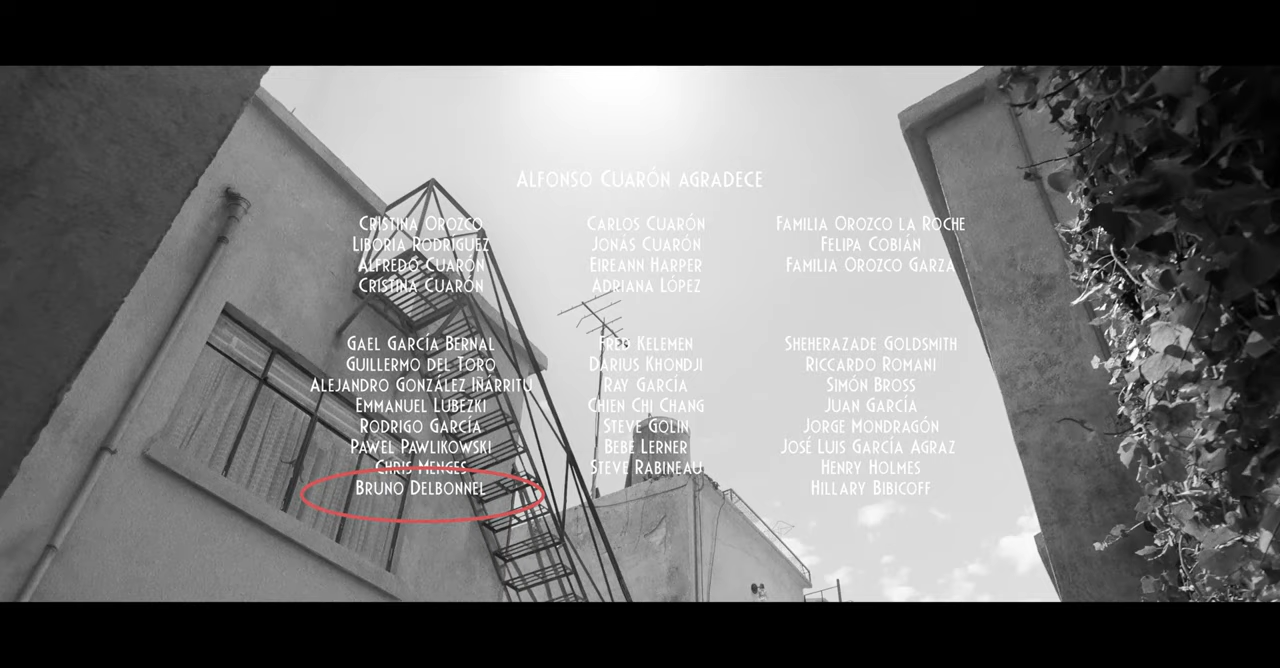 Alfonso Cuarón agradece
Cristina Orozco
Liboria Rodríguez
Alfredo Cuarón
Cristina Cuarón
Carlos Cuarón
Jonás Cuarón
Eireann Harper
Adriana López
Familia Orozco la Roche
Felipa Cobián
Familia Orozco Garza
Gael García Bernal
Guillermo del Toro
Alejandro González Iñarritu
Emmanuel Lubezki
Rodrigo García
Pawel Pawlikowski
Chris Menges
Bruno Delbonnel
Fred Kelemen
Darius Khondji
Ray García
Chien Chi Chang
Steve Golin
Bebe Lerner
Steve Rabineau
Sheherazade Goldsmith
Riccardo Romani
Simón Bross
Juan García
Jorge Mondragón
José Luis García Agraz
Henry Holmes
Hillary Bibicoff